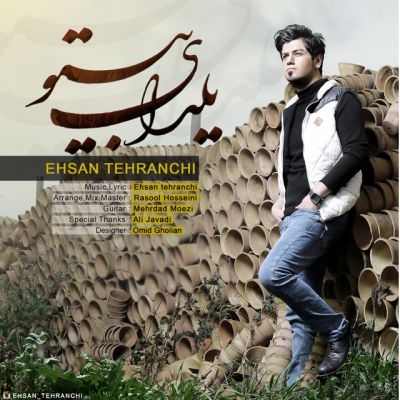 یلدای بی تو
EHSAN TEHRANCHI
Music,Lyric : Ehsan tehranchi
Arrange,Mix,Master : Rasool Hosseini
Guitar : Mehrdad Moezi
Special Thanks : Ali Javadi
Designer : Omid Gholian
EHSAN_TEHRANCHI